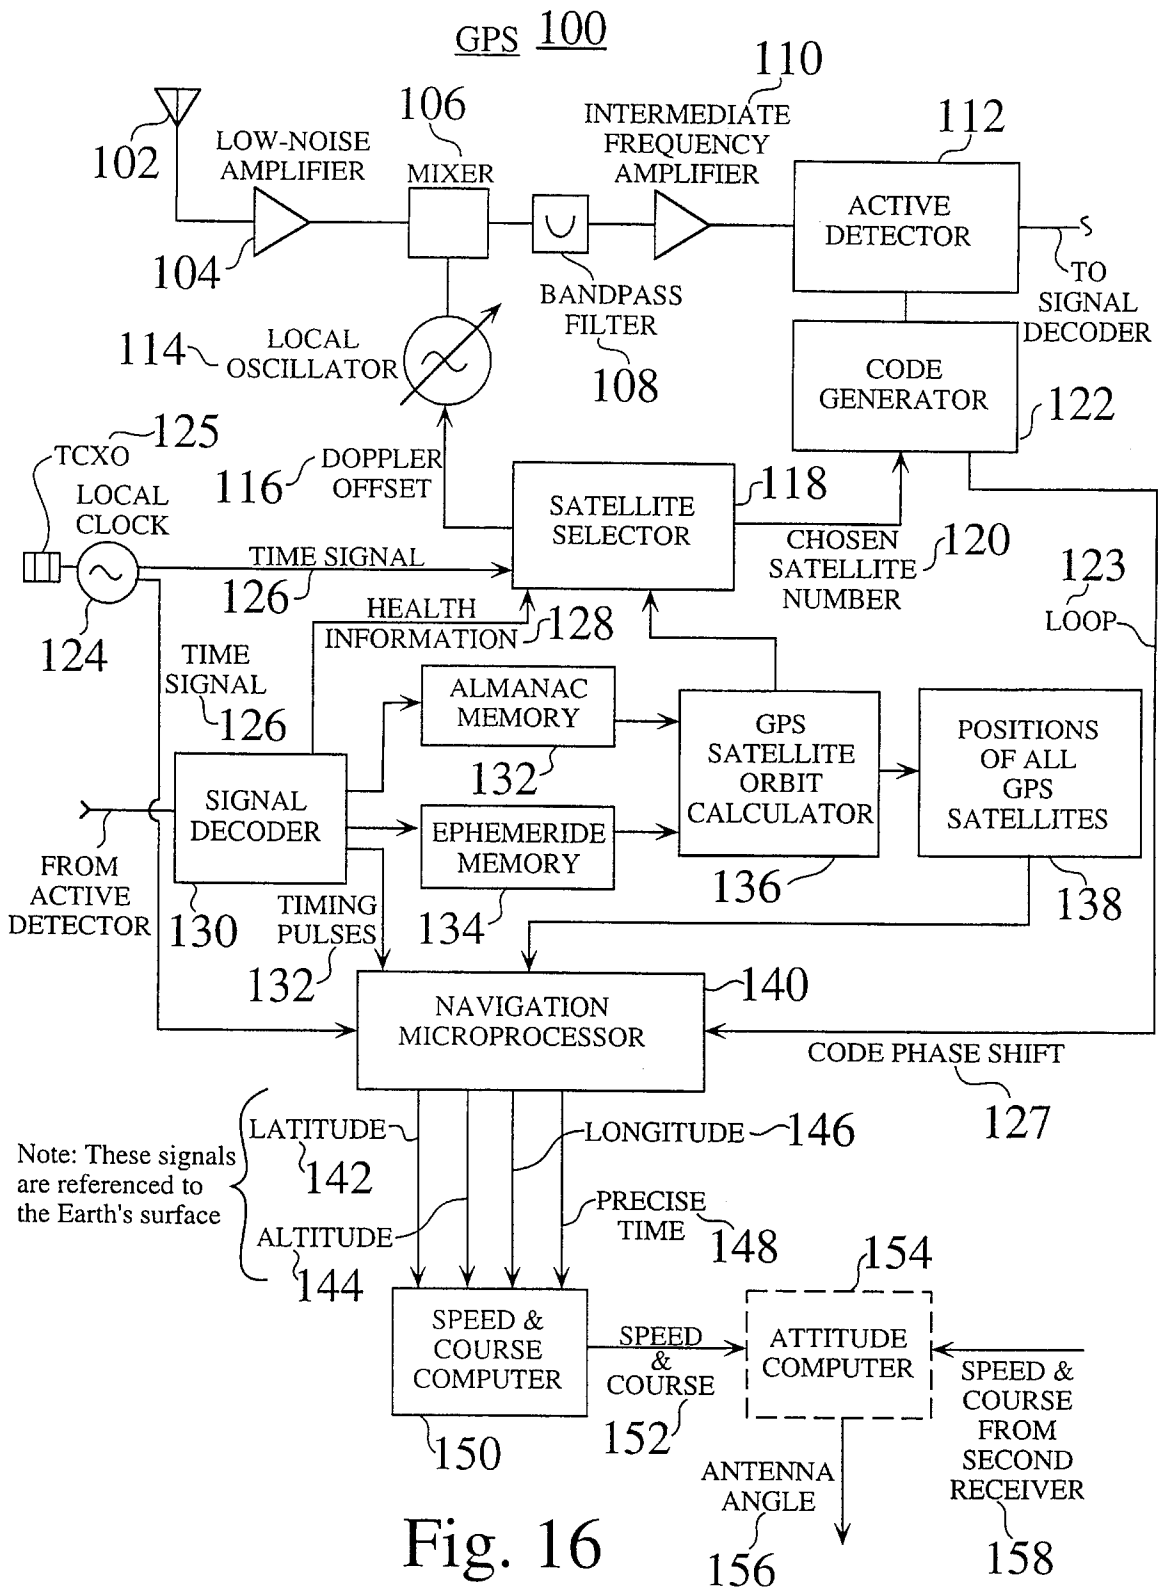 GPS 100
110
106
INTERMEDIATE
FREQUENCY
AMPLIFIER
112
102
LOW-NOISE
AMPLIFIER
MIXER
ACTIVE
DETECTOR
104
BANDPASS
FILTER
108
TO
SIGNAL
DECODER
114
LOCAL
OSCILLATOR
CODE
GENERATOR
122
125
TCXO
LOCAL
CLOCK
116
DOPPLER
OFFSET
SATELLITE
SELECTOR
118
CHOSEN
SATELLITE
NUMBER
120
123
LOOP
TIME SIGNAL
126
124
HEALTH
INFORMATION
128
TIME
SIGNAL
126
ALMANAC
MEMORY
132
GPS
SATELLITE
ORBIT
CALCULATOR
POSITIONS
OF ALL
GPS
SATELLITES
SIGNAL
DECODER
EPHEMERIDE
MEMORY
134
136
138
FROM
ACTIVE
DETECTOR
130
TIMING
PULSES
132
NAVIGATION
MICROPROCESSOR
140
CODE PHASE SHIFT
127
LATITUDE
142
LONGITUDE
146
Note: These signals
are referenced to
the Earth's surface
ALTITUDE
144
PRECISE
TIME
148
154
SPEED &
COURSE
COMPUTER
150
SPEED
&
COURSE
152
ATTITUDE
COMPUTER
SPEED &
COURSE
FROM
SECOND
RECEIVER
158
ANTENNA
ANGLE
156
Fig. 16